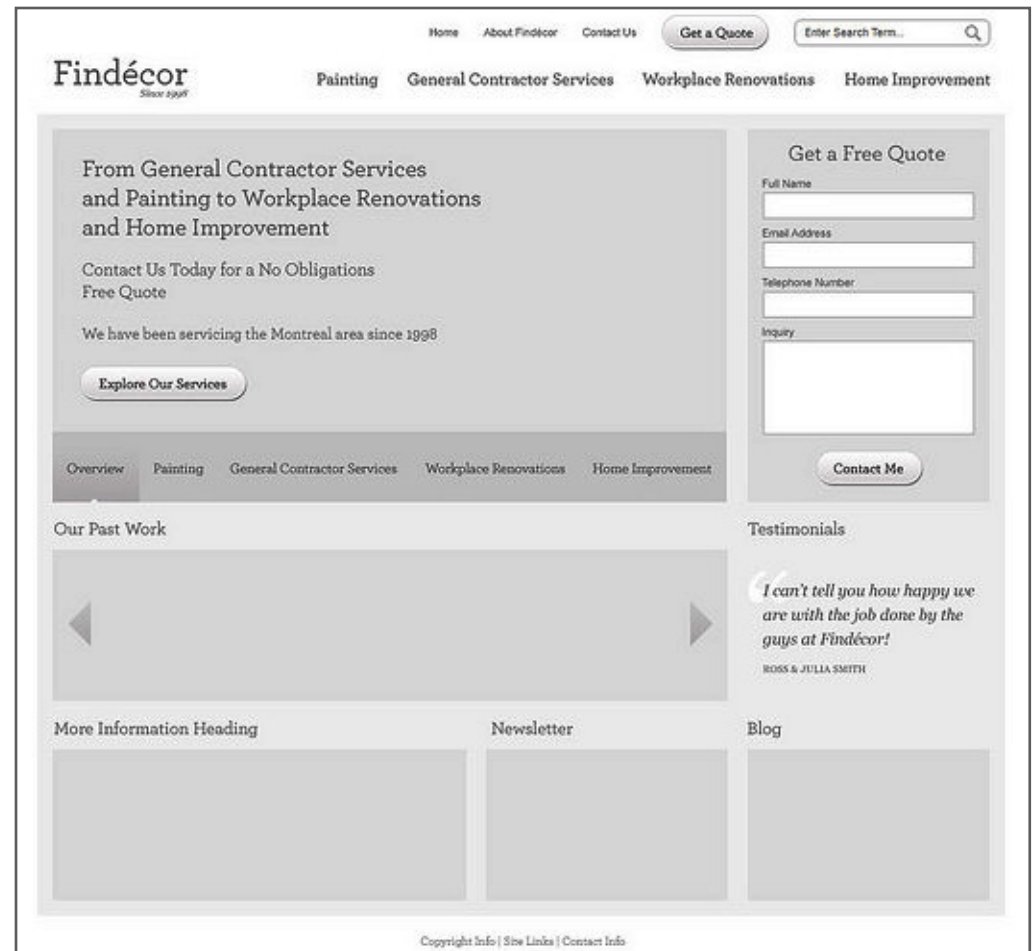 Home About Findécor Contact Us Get a Quote Enter Search Term...
Findécor
Since 1998
Painting General Contractor Services Workplace Renovations Home Improvement
From General Contractor Services
and Painting to Workplace Renovations
and Home Improvement
Contact Us Today for a No Obligations
Free Quote
We have been servicing the Montreal area since 1998
Explore Our Services
Overview Painting General Contractor Services Workplace Renovations Home Improvement
Get a Free Quote
Full Name
Email Address
Telephone Number
Inquiry
Contact Me
Our Past Work
Testimonials
“I can't tell you how happy we
are with the job done by the
guys at Findécor!
ROSS & JULIA SMITH
More Information Heading
Newsletter
Blog
Copyright Info | Site Links | Contact Info